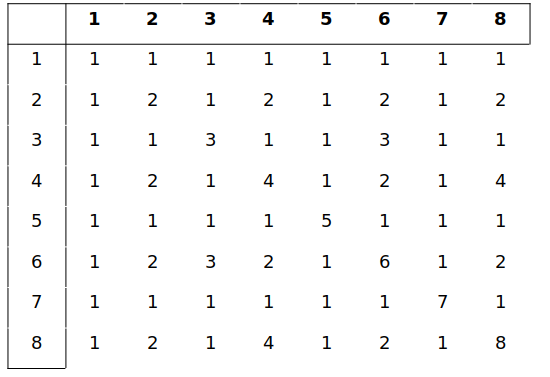 1 2 3 4 5 6 7 8
1 1 1 1 1 1 1 1 1
2 1 2 1 2 1 2 1 2
3 1 1 3 1 1 3 1 1
4 1 2 1 4 1 2 1 4
5 1 1 1 1 5 1 1 1
6 1 2 3 2 1 6 1 2
7 1 1 1 1 1 1 7 1
8 1 2 1 4 1 2 1 8